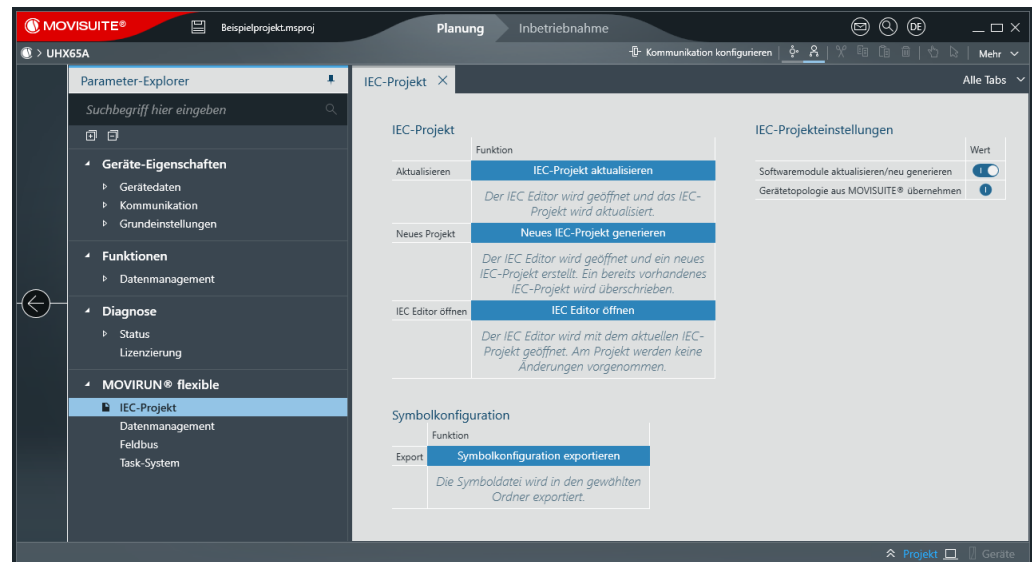 MOVISUITE®
Beispielprojekt.msproj
Planung
Inbetriebnahme
DE
> UHX65A
Kommunikation konfigurieren
Mehr
Parameter-Explorer
Suchbegriff hier eingeben
Geräte-Eigenschaften
Gerätedaten
Kommunikation
Grundeinstellungen
Funktionen
Datenmanagement
Diagnose
Status
Lizenzierung
MOVIRUN® flexible
IEC-Projekt
Datenmanagement
Feldbus
Task-System
IEC-Projekt
Alle Tabs
IEC-Projekt
Funktion
Aktualisieren
IEC-Projekt aktualisieren
Der IEC Editor wird geöffnet und das IEC-
Projekt wird aktualisiert.
Neues Projekt
Neues IEC-Projekt generieren
Der IEC Editor wird geöffnet und ein neues
IEC-Projekt erstellt. Ein bereits vorhandenes
IEC-Projekt wird überschrieben.
IEC Editor öffnen
IEC Editor öffnen
Der IEC Editor wird mit dem aktuellen IEC-
Projekt geöffnet. Am Projekt werden keine
Änderungen vorgenommen.
Symbolkonfiguration
Funktion
Export
Symbolkonfiguration exportieren
Die Symboldatei wird in den gewählten
Ordner exportiert.
IEC-Projekteinstellungen
Wert
Softwaremodule aktualisieren/neu generieren
Gerätetopologie aus MOVISUITE® übernehmen
Projekt
Geräte